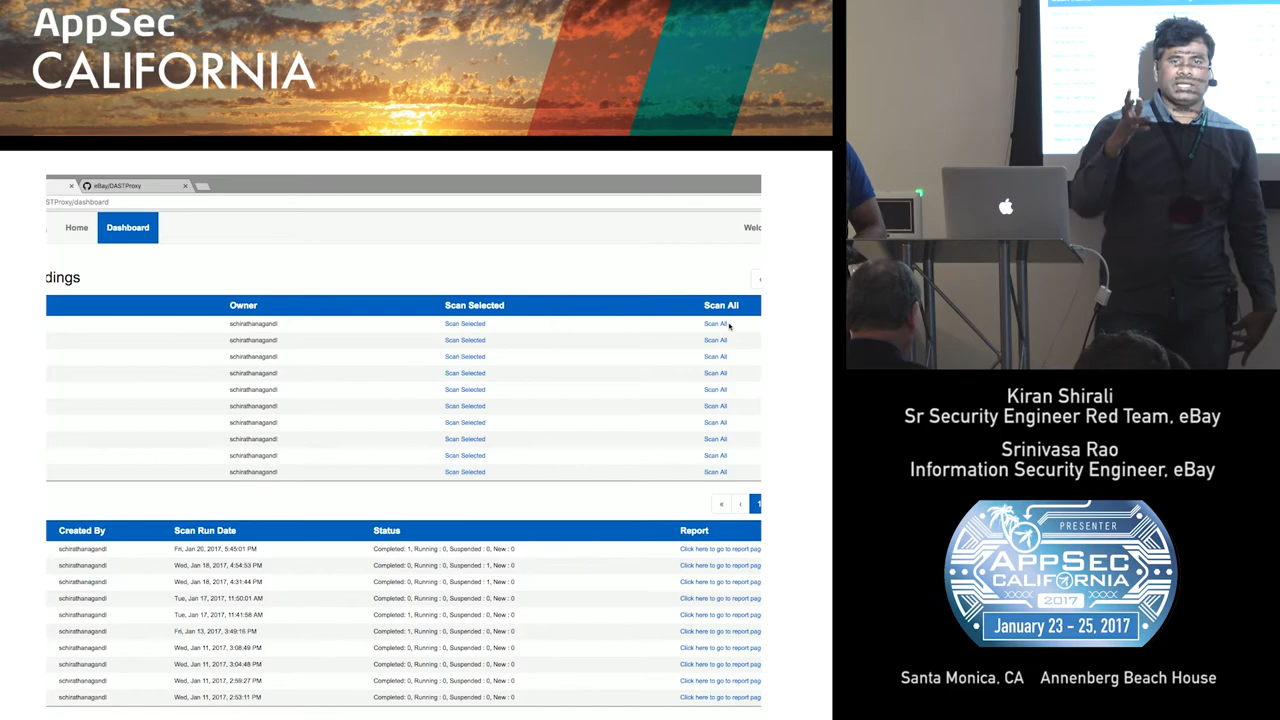 AppSec
CALIFORNIA
eBay/DASTProxy
STProxy/dashboard
Home Dashboard Welc
dings
Owner Scan Selected Scan All
schirathanagandl Scan Selected Scan All
schirathanagandl Scan Selected Scan All
schirathanagandl Scan Selected Scan All
schirathanagandl Scan Selected Scan All
schirathanagandl Scan Selected Scan All
schirathanagandl Scan Selected Scan All
schirathanagandl Scan Selected Scan All
schirathanagandl Scan Selected Scan All
schirathanagandl Scan Selected Scan All
schirathanagandl Scan Selected Scan All
« ‹ 1
Created By Scan Run Date Status Report
schirathanagandl Fri, Jan 20, 2017, 5:45:01 PM Completed: 1, Running : 0, Suspended : 0, New : 0 Click here to go to report pag
schirathanagandl Wed, Jan 18, 2017, 4:54:53 PM Completed: 0, Running : 0, Suspended : 1, New : 0 Click here to go to report pag
schirathanagandl Wed, Jan 18, 2017, 4:31:44 PM Completed: 0, Running : 0, Suspended : 1, New : 0 Click here to go to report pag
schirathanagandl Tue, Jan 17, 2017, 11:50:01 AM Completed: 0, Running : 0, Suspended : 0, New : 0 Click here to go to report pag
schirathanagandl Tue, Jan 17, 2017, 11:41:58 AM Completed: 1, Running : 0, Suspended : 0, New : 0 Click here to go to report pag
schirathanagandl Fri, Jan 13, 2017, 3:49:16 PM Completed: 1, Running : 0, Suspended : 0, New : 0 Click here to go to report pag
schirathanagandl Wed, Jan 11, 2017, 3:08:49 PM Completed: 0, Running : 0, Suspended : 0, New : 0 Click here to go to report pag
schirathanagandl Wed, Jan 11, 2017, 3:04:48 PM Completed: 0, Running : 0, Suspended : 0, New : 0 Click here to go to report pag
schirathanagandl Wed, Jan 11, 2017, 2:59:27 PM Completed: 0, Running : 0, Suspended : 0, New : 0 Click here to go to report pag
schirathanagandl Wed, Jan 11, 2017, 2:53:11 PM Completed: 0, Running : 0, Suspended : 0, New : 0 Click here to go to report pag
Kiran Shirali
Sr Security Engineer Red Team, eBay
Srinivasa Rao
Information Security Engineer, eBay
PRESENTER
APPSEC
CALIFORNIA
2017
January 23 - 25, 2017
Santa Monica, CA Annenberg Beach House